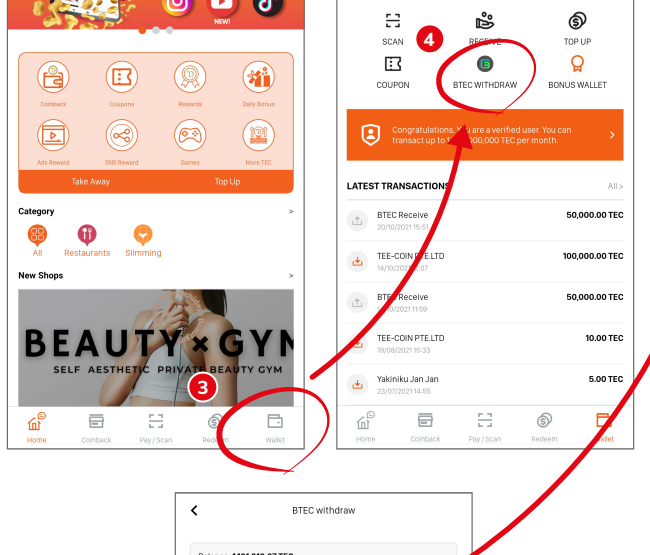 NEW!
Coinback
Coupons
Rewards
Daily Bonus
Ads Reward
SNS Reward
Games
More TEC
Take Away
Top Up
Category
>
All
Restaurants
Slimming
New Shops
>
BEAUTY × GYM
SELF AESTHETIC PRIVATE BEAUTY GYM
3
Home
Coinback
Pay / Scan
Redeem
Wallet
SCAN
4
RECEIVE
TOP UP
COUPON
BTEC WITHDRAW
BONUS WALLET
Congratulations. You are a verified user. You can
transact up to 000,000 TEC per month.
>
LATEST TRANSACTIONS
All >
BTEC Receive
50,000.00 TEC
20/10/2021 15:51
TEE-COIN PTE.LTD
100,000.00 TEC
14/10/2021
BTEC Receive
50,000.00 TEC
/10/2021 11:59
TEE-COIN PTE.LTD
10.00 TEC
19/08/2021 15:33
Yakiniku Jan Jan
5.00 TEC
23/07/2021 14:55
Home
Coinback
Pay / Scan
Redeem
Wallet
BTEC withdraw